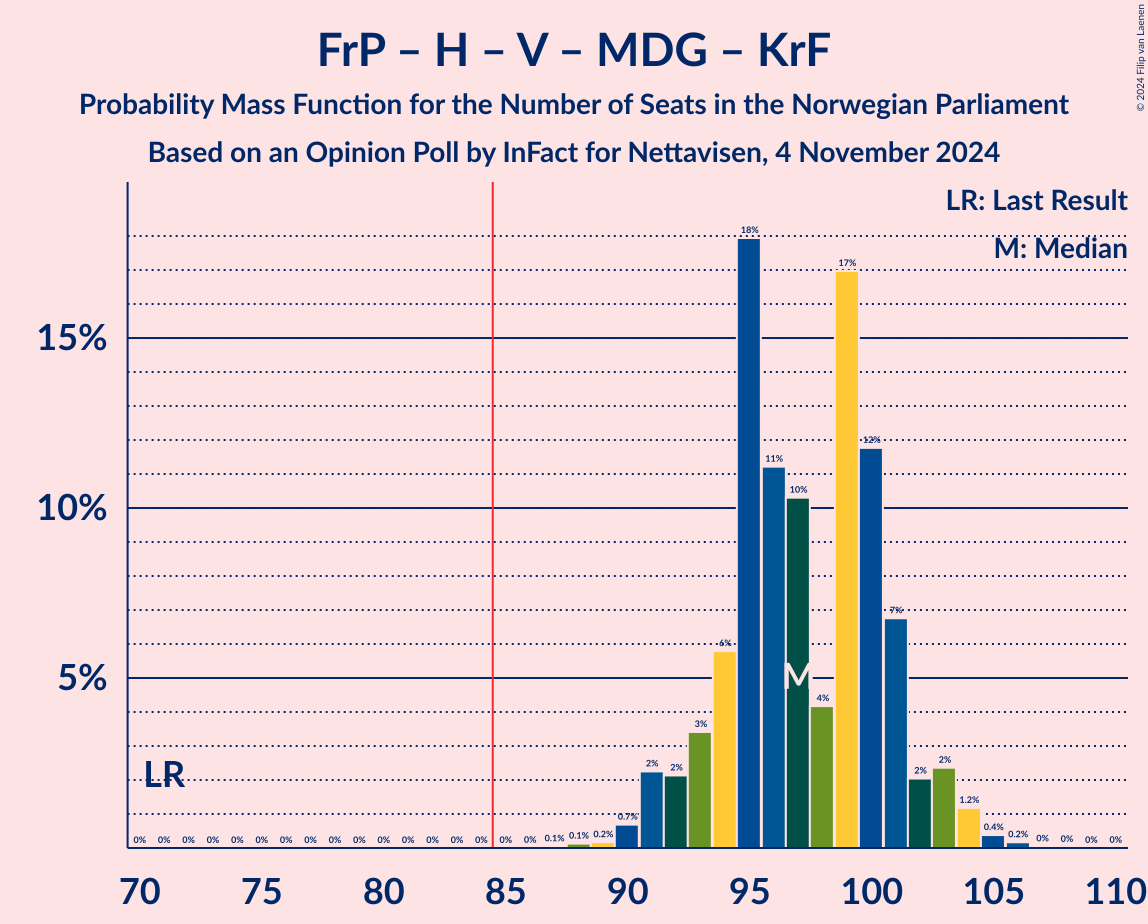 FrP – H – V – MDG – KrF
Probability Mass Function for the Number of Seats in the Norwegian Parliament
Based on an Opinion Poll by InFact for Nettavisen, 4 November 2024
© 2024 Filip van Laenen
LR: Last Result
M: Median
15%
10%
5%
LR
M
0% 0% 0% 0% 0% 0% 0% 0% 0% 0% 0% 0% 0% 0% 0% 0% 0% 0.1% 0.1% 0.2% 0.7% 2% 2% 3% 6% 18% 11% 10% 4% 17% 12% 7% 2% 2% 1.2% 0.4% 0.2% 0% 0% 0% 0%
70 75 80 85 90 95 100 105 110